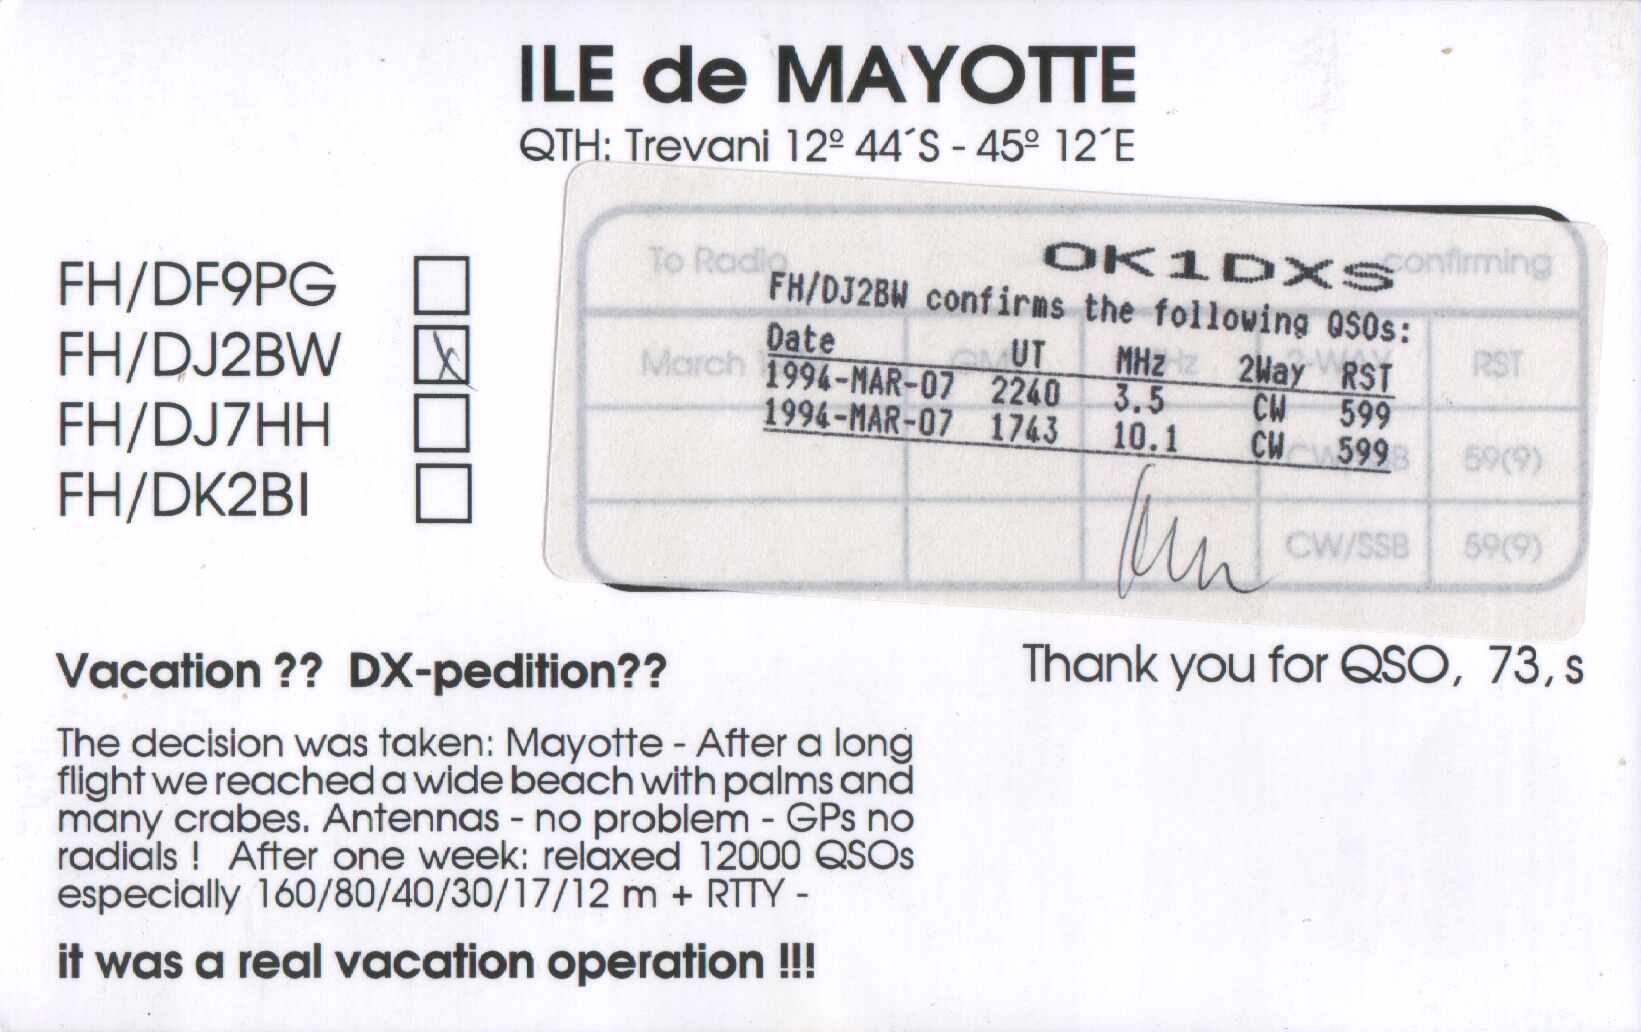 ILE de MAYOTTE
QTH: Trevani 12º 44´S - 45º 12´E
FH/DF9PG
FH/DJ2BW
FH/DJ7HH
FH/DK2BI
To Radio confirming
OK1DXS
FH/DJ2BW confirms the following QSOs:
Date UT MHz 2Way RST
1994-MAR-07 2240 3.5 CW 599
1994-MAR-07 1743 10.1 CW 599
March 2-WAY RST
59(9)
CW/SSB 59(9)
Vacation ?? DX-pedition??
Thank you for QSO, 73, s
The decision was taken: Mayotte - After a long
flight we reached a wide beach with palms and
many crabes. Antennas - no problem - GPs no
radials ! After one week: relaxed 12000 QSOs
especially 160/80/40/30/17/12 m + RTTY -
it was a real vacation operation !!!